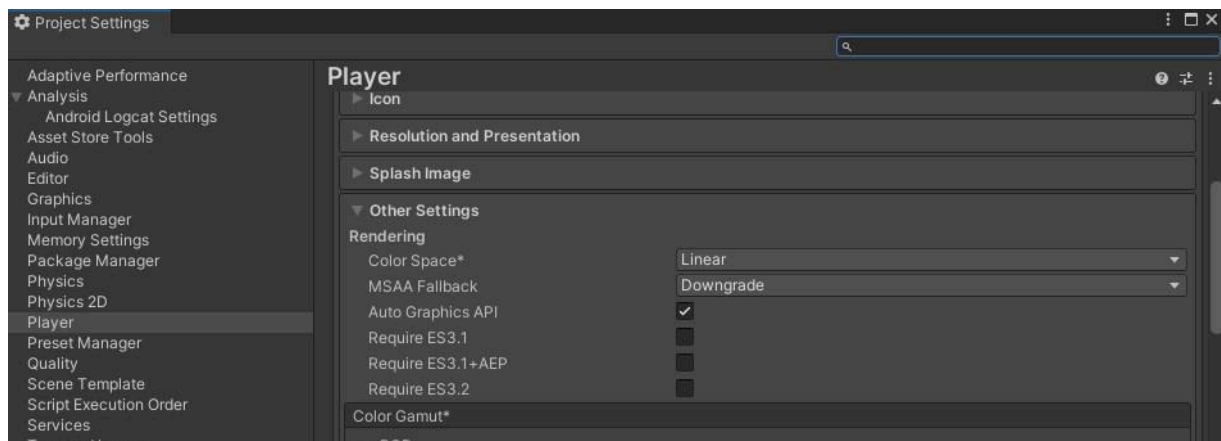 Project Settings
Adaptive Performance
Analysis
Android Logcat Settings
Asset Store Tools
Audio
Editor
Graphics
Input Manager
Memory Settings
Package Manager
Physics
Physics 2D
Player
Preset Manager
Quality
Scene Template
Script Execution Order
Services
Player
Icon
Resolution and Presentation
Splash Image
Other Settings
Rendering
Color Space* Linear
MSAA Fallback Downgrade
Auto Graphics API
Require ES3.1
Require ES3.1+AEP
Require ES3.2
Color Gamut*